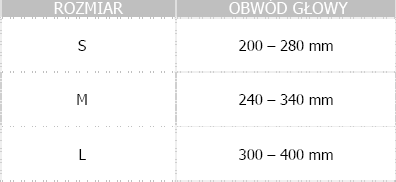 ROZMIAR OBWÓD GŁOWY
S 200 – 280 mm
M 240 – 340 mm
L 300 – 400 mm